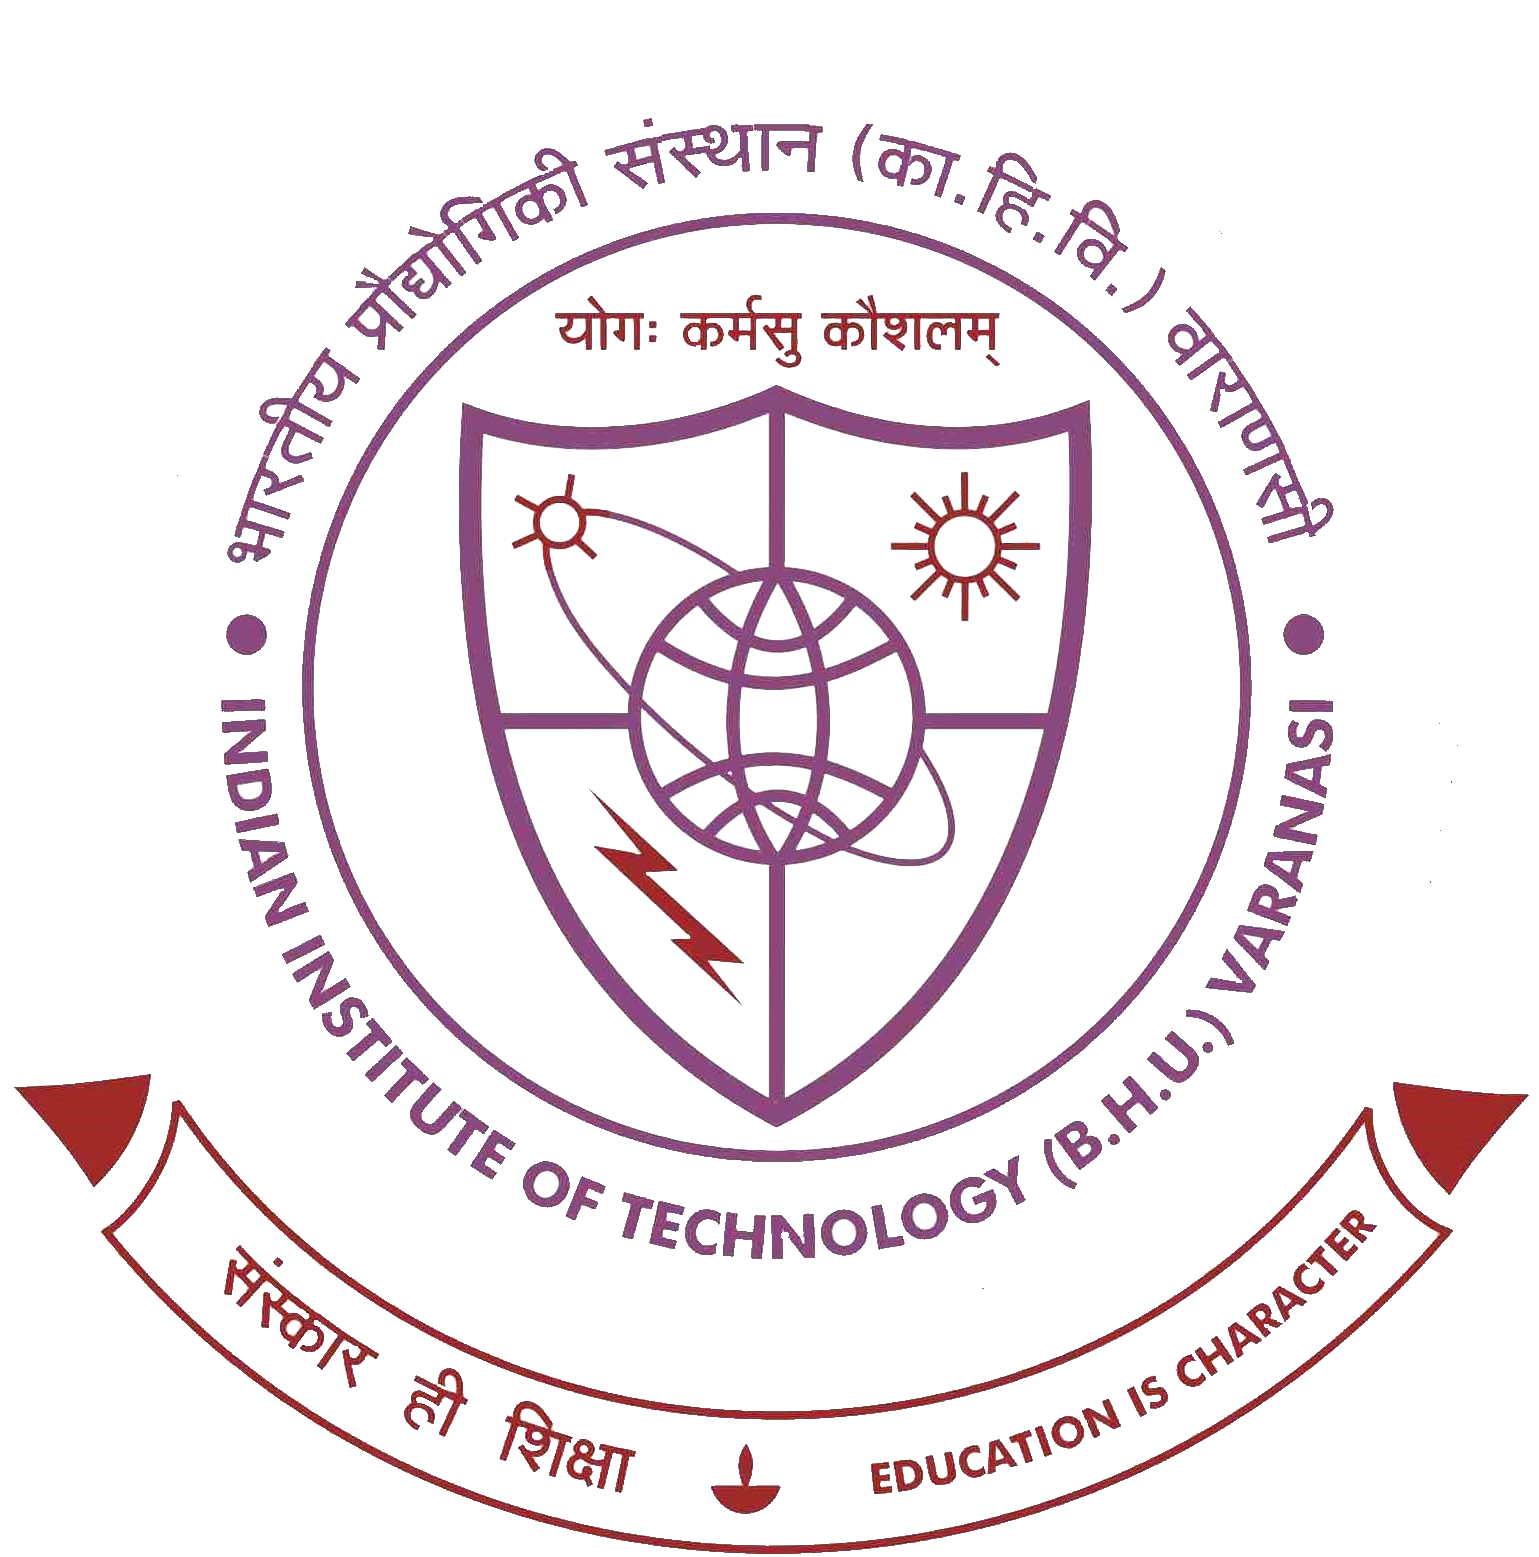 भारतीय प्रौद्योगिकी संस्थान (का.हि.वि.) वाराणसी
योगः कर्मसु कौशलम्
INDIAN INSTITUTE OF TECHNOLOGY (B.H.U.) VARANASI
संस्कार ही शिक्षा
EDUCATION IS CHARACTER